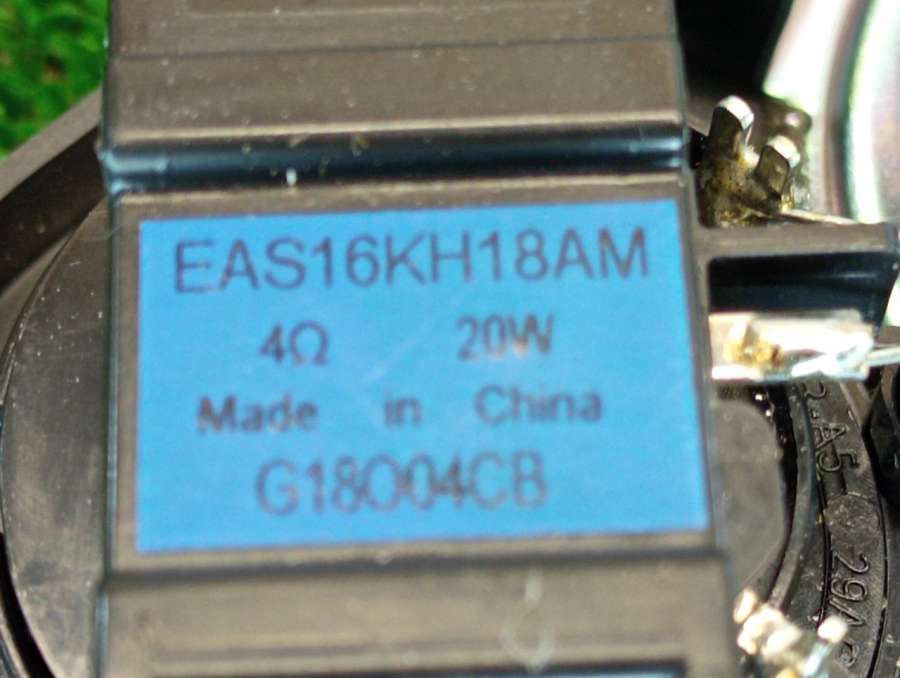 EAS16KH18AM
4Ω 20W
Made in China
G18O04CB